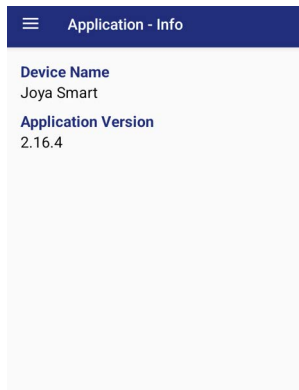 Application - Info
Device Name
Joya Smart
Application Version
2.16.4